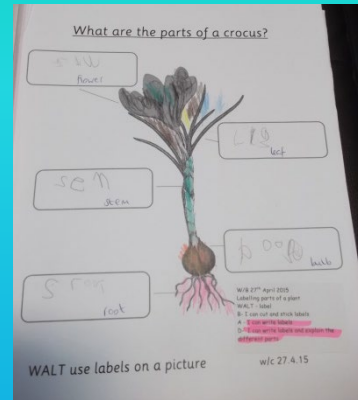 What are the parts of a crocus?
flower
leaf
sen
stem
bulb
root
W/B 27th April 2015
Labelling parts of a plant
WALT - label
B- I can cut and stick labels
A - I can write labels
D- I can write labels and explain the
different parts
WALT use labels on a picture
w/c 27.4.15